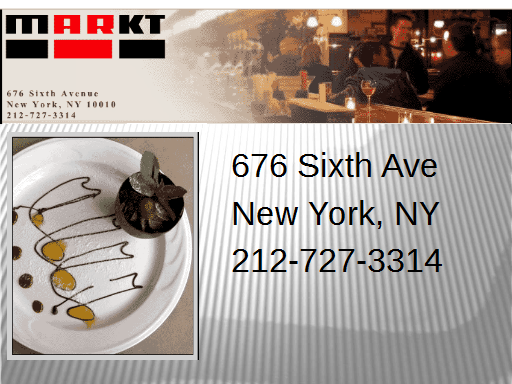 MARKT
676 Sixth Avenue
New York, NY 10010
212-727-3314
676 Sixth Ave
New York, NY
212-727-3314